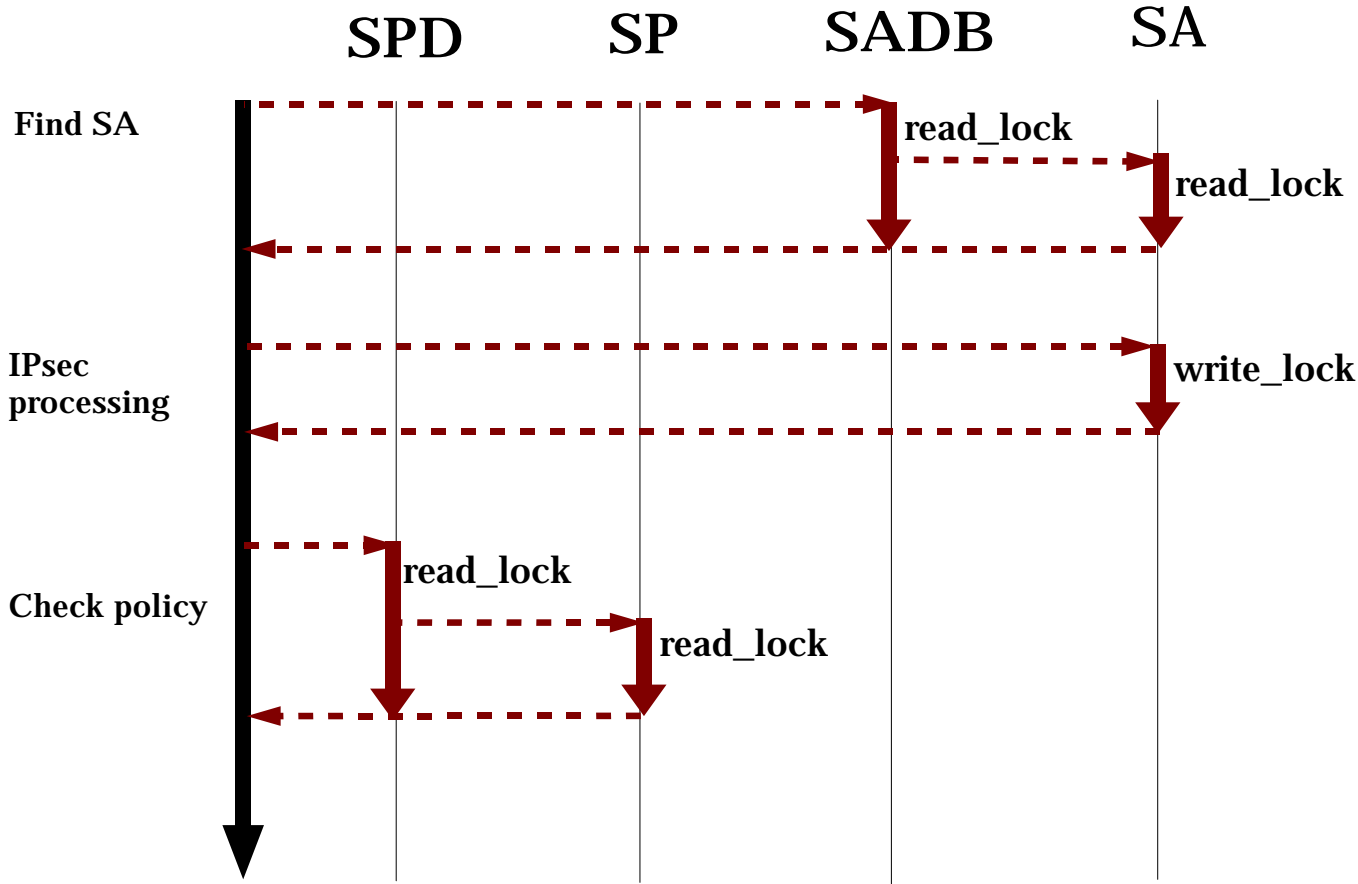 SPD SP SADB SA
Find SA
read_lock
read_lock
IPsec
processing
write_lock
read_lock
Check policy
read_lock